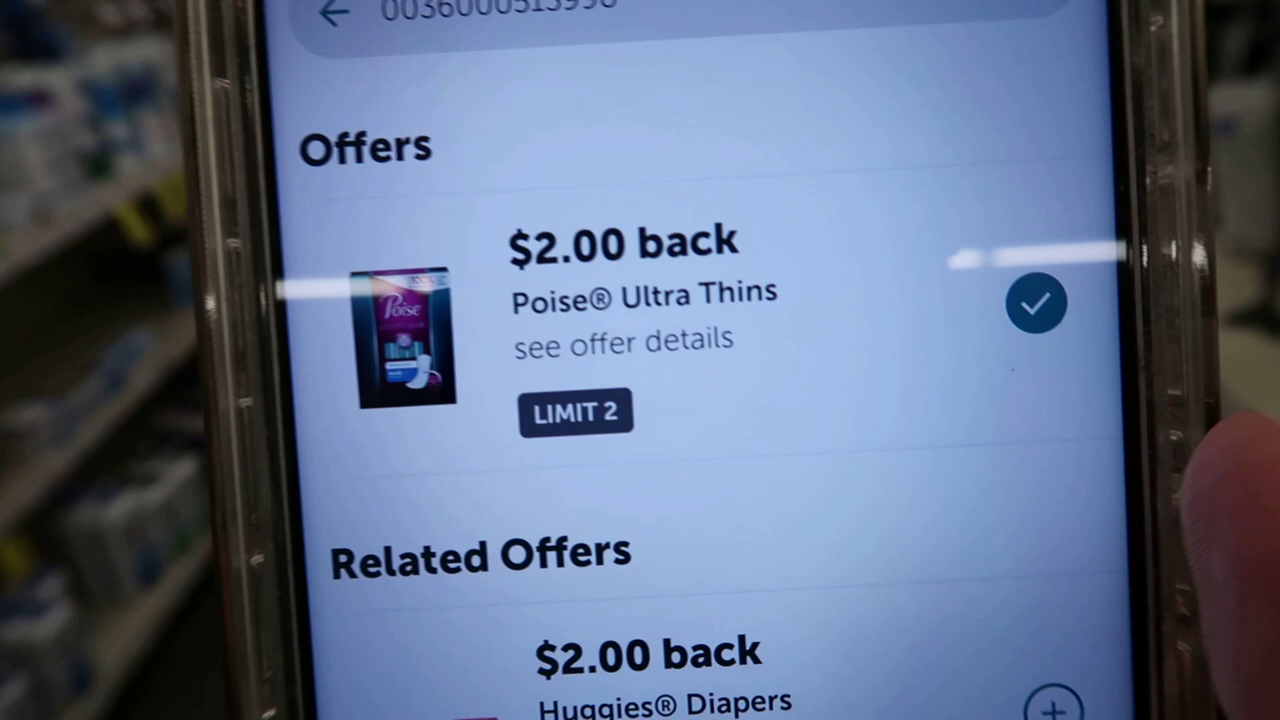 Offers
$2.00 back
Poise® Ultra Thins
see offer details
Poise
LIMIT 2
Related Offers
$2.00 back
Huggies® Diapers